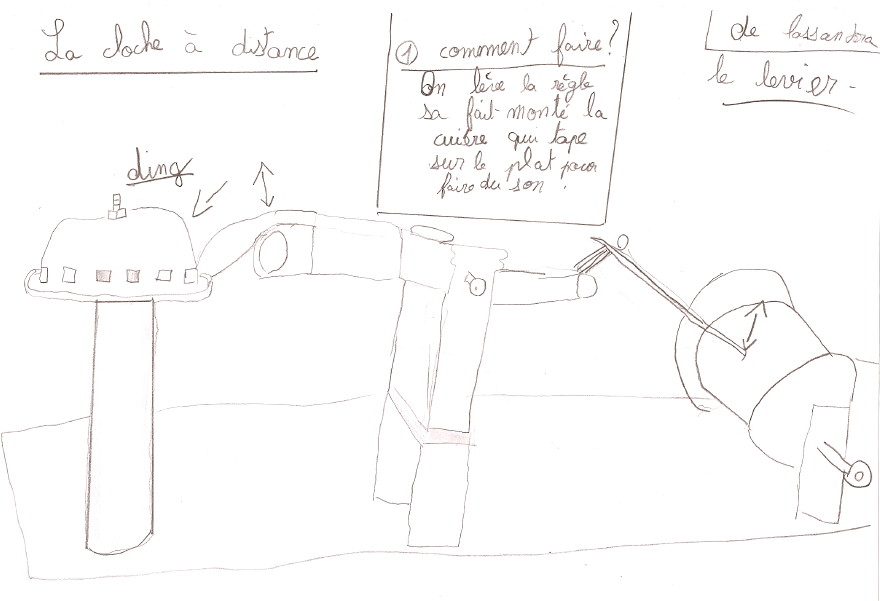 La cloche à distance
① comment faire?
On lève la règle
sa fait monté la
cuière qui tape
sur le plat pour
faire du son.
de Cassandra
le levier-
ding